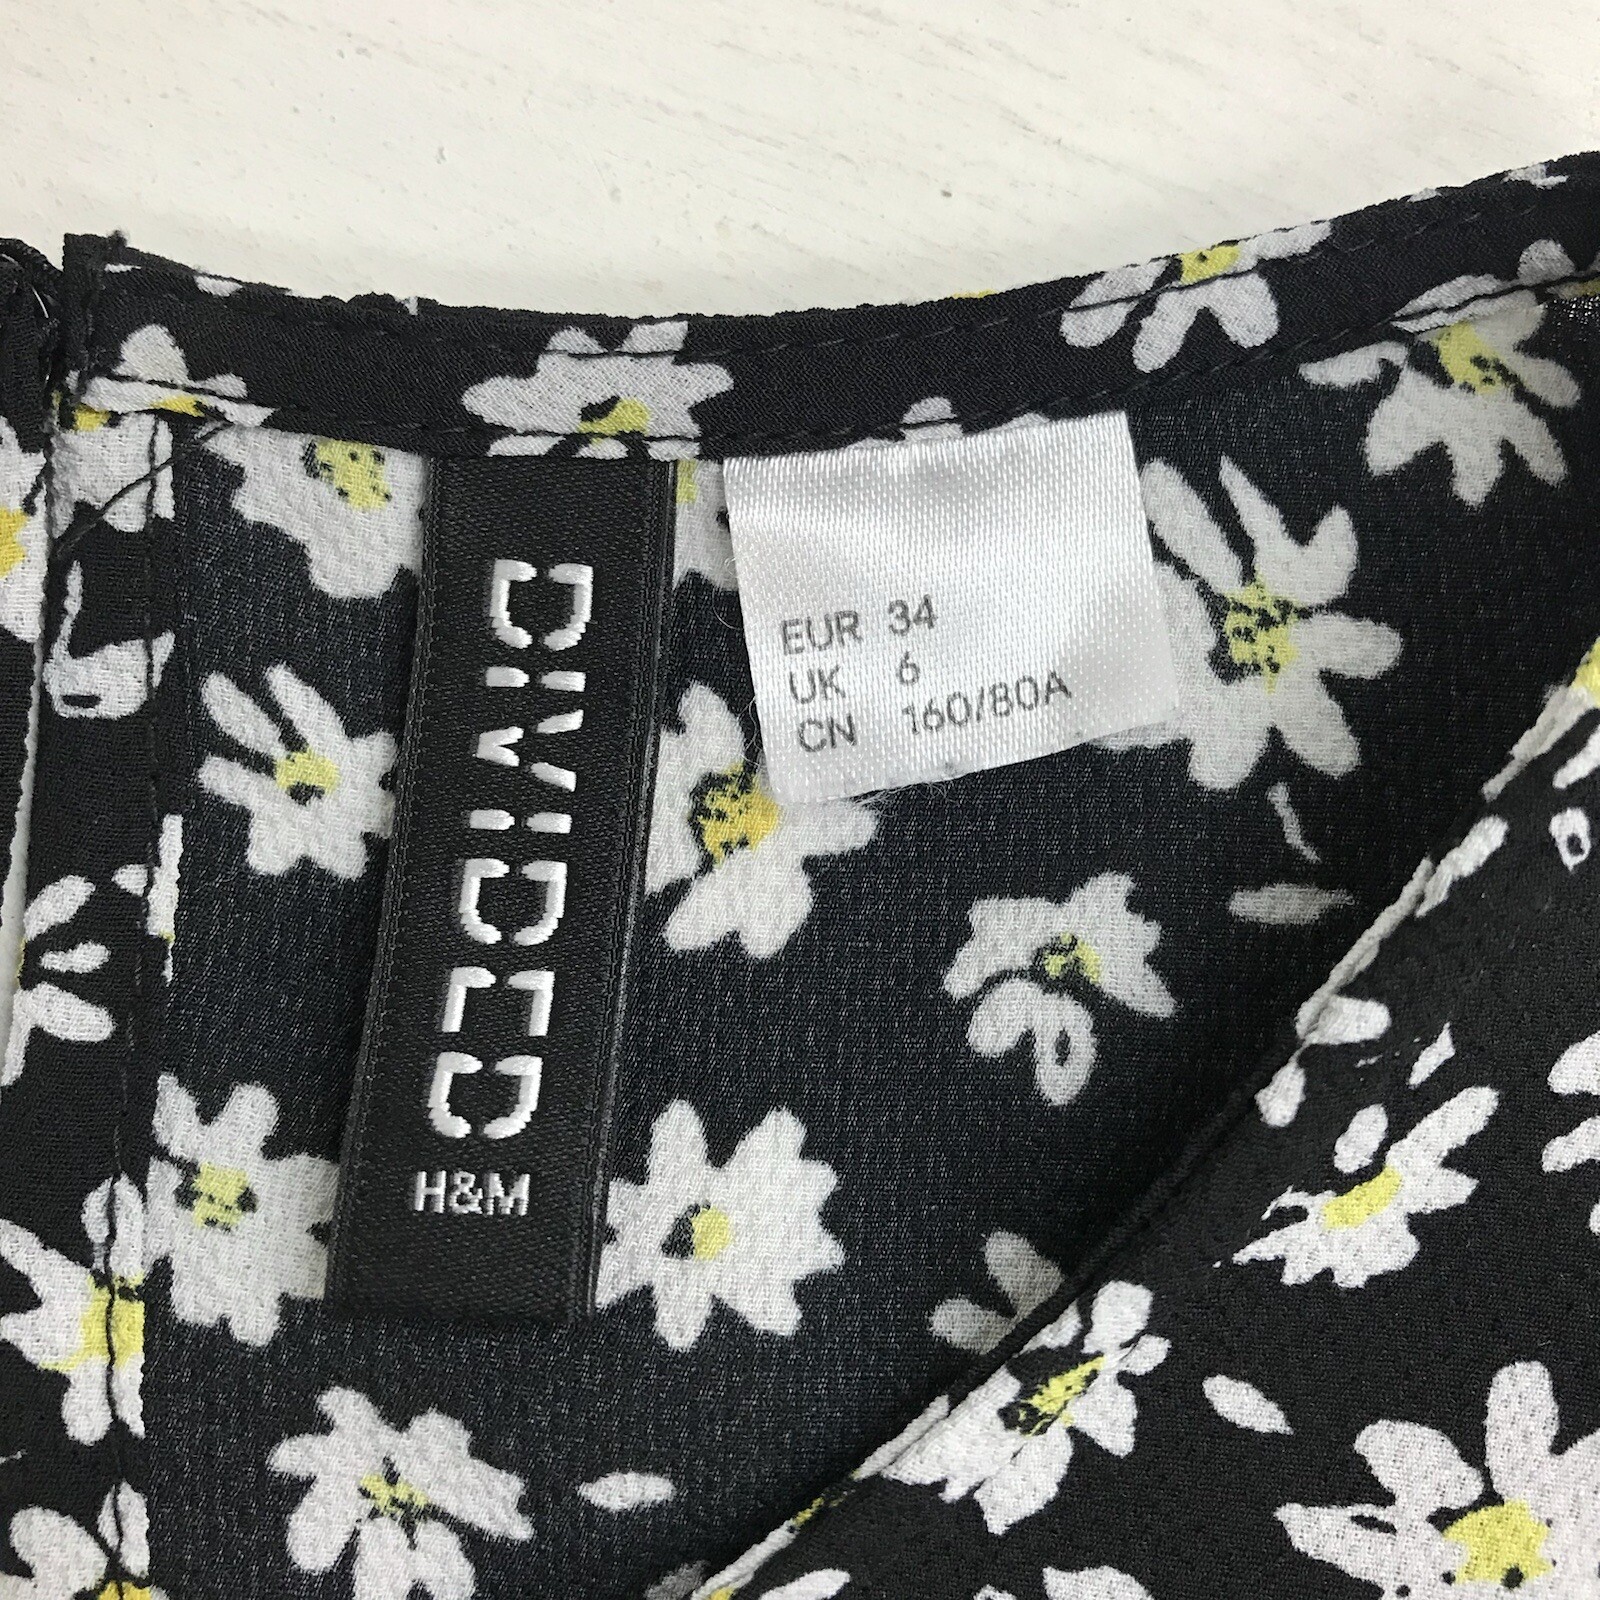 DIVIDED
H&M
EUR 34
UK 6
CN 160/80A